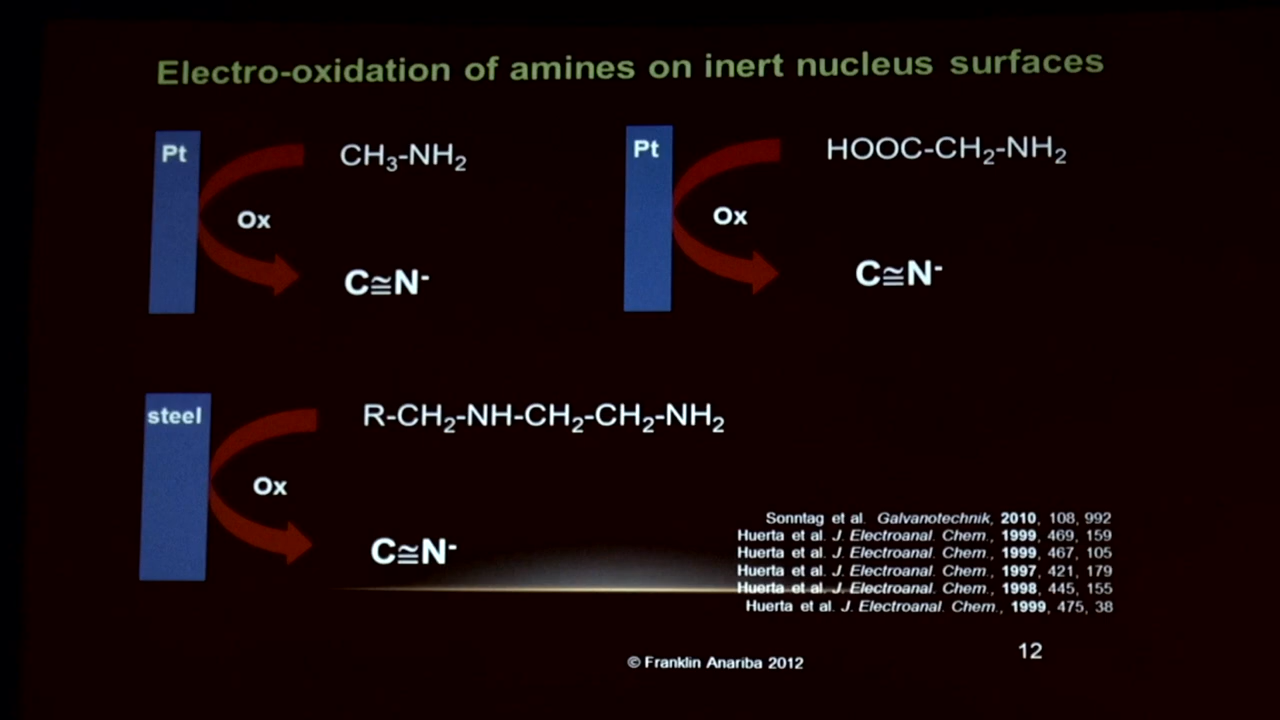 Electro-oxidation of amines on inert nucleus surfaces
Pt
CH₃-NH₂
Ox
C≅N⁻
Pt
HOOC-CH₂-NH₂
Ox
C≅N⁻
steel
R-CH₂-NH-CH₂-CH₂-NH₂
Ox
C≅N⁻
Sonntag et al. Galvanotechnik, 2010, 108, 992
Huerta et al. J. Electroanal. Chem., 1999, 469, 159
Huerta et al. J. Electroanal. Chem., 1999, 467, 105
Huerta et al. J. Electroanal. Chem., 1997, 421, 179
Huerta et al. J. Electroanal. Chem., 1998, 445, 155
Huerta et al. J. Electroanal. Chem., 1999, 475, 38
© Franklin Anariba 2012
12